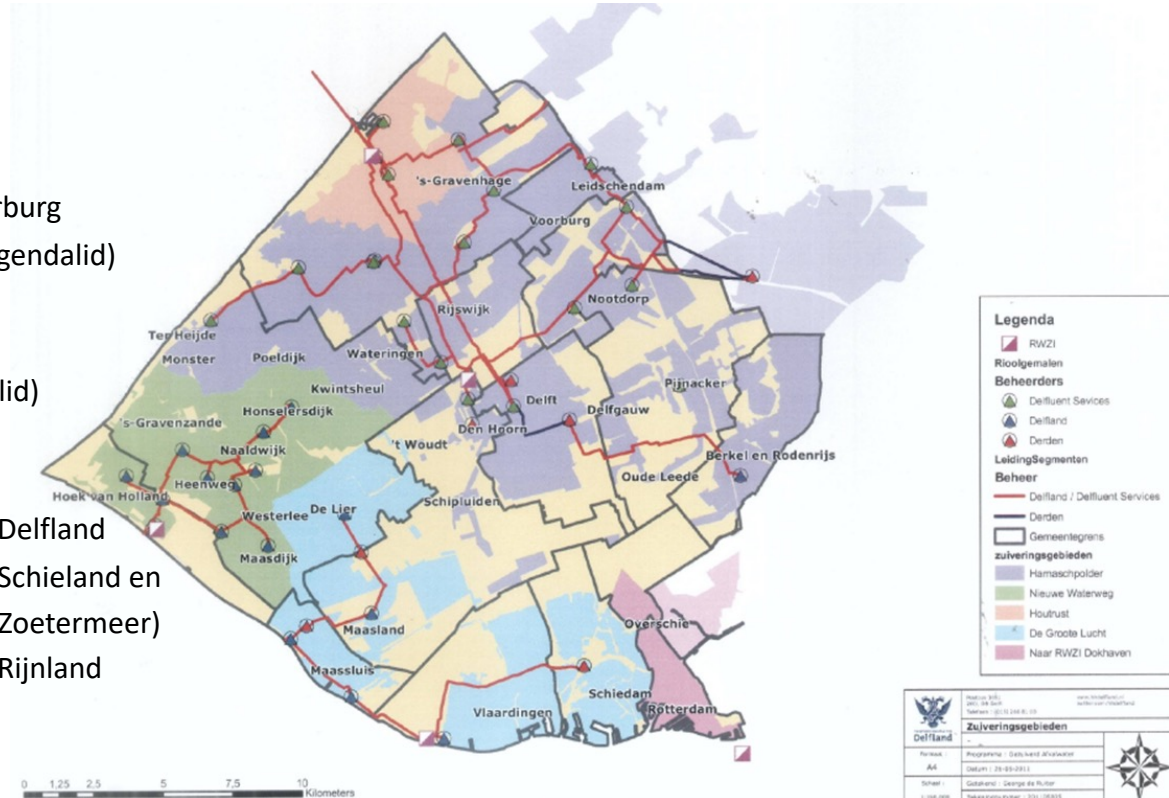 rburg
gendalid)
lid)
Delfland
Schieland en
Zoetermeer)
Rijnland
's-Gravenhage
Leidschendam
Voorburg
Rijswijk
Nootdorp
Ter Heijde
Monster
Poeldijk
Wateringen
Kwintsheul
Pijnacker
Honselersdijk
Delft
Delfgauw
's-Gravenzande
Den Hoorn
't Woudt
Naaldwijk
Berkel en Rodenrijs
Heenweg
Oude Leede
Hoek van Holland
Schipluiden
Westerlee
De Lier
Maasdijk
Maasland
Overschie
Maassluis
Schiedam
Vlaardingen
Rotterdam
Legenda
RWZI
Rioolgemalen
Beheerders
Delfluent Sevices
Delfland
Derden
LeidingSegmenten
Beheer
Delfland / Delfluent Services
Derden
Gemeentegrens
zuiveringsgebieden
Harnaschpolder
Nieuwe Waterweg
Houtrust
De Groote Lucht
Naar RWZI Dokhaven
Delfland
Zuiveringsgebieden
A4
0 1,25 2,5 5 7,5 10
Kilometers